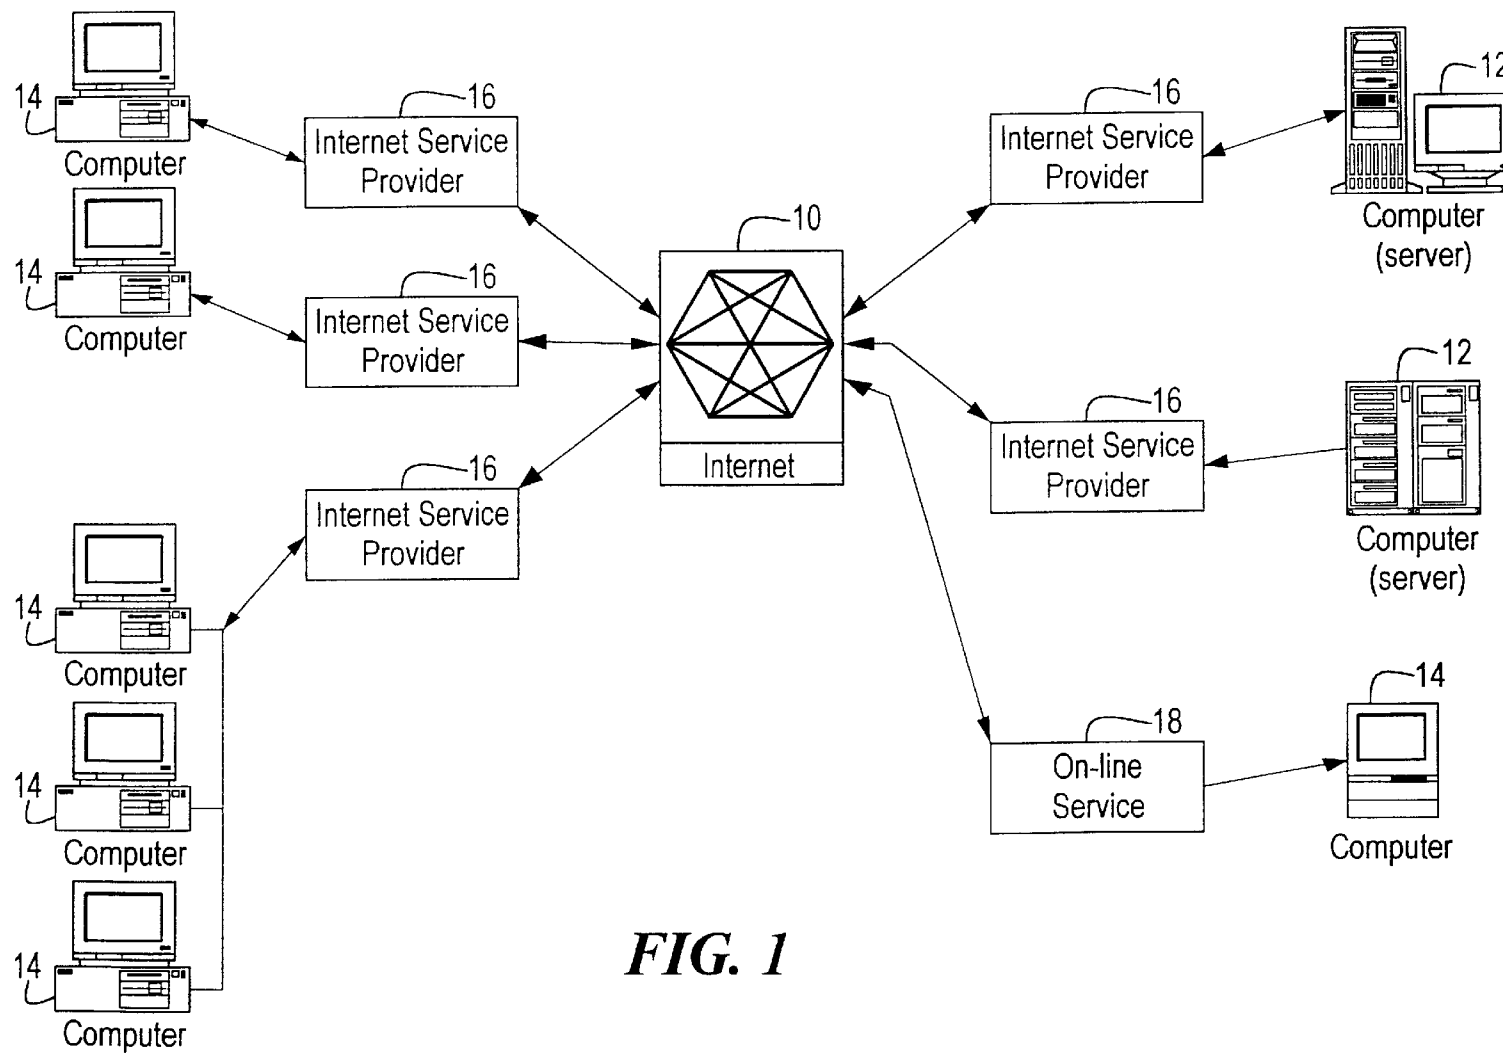 14
Computer
16
Internet Service
Provider
14
Computer
16
Internet Service
Provider
16
Internet Service
Provider
14
Computer
14
Computer
14
Computer
10
Internet
16
Internet Service
Provider
12
Computer
(server)
16
Internet Service
Provider
12
Computer
(server)
18
On-line
Service
14
Computer
FIG. 1